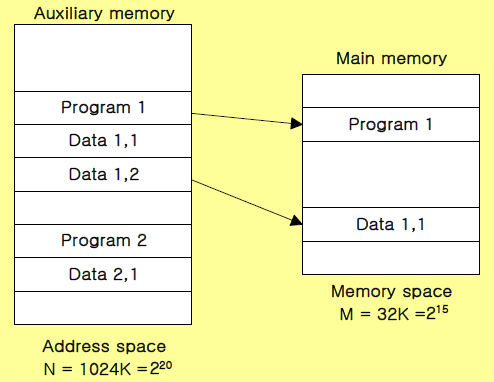 Auxiliary memory
Program 1
Data 1,1
Data 1,2
Program 2
Data 2,1
Address space
N = 1024K =2²⁰
Main memory
Program 1
Data 1,1
Memory space
M = 32K =2¹⁵